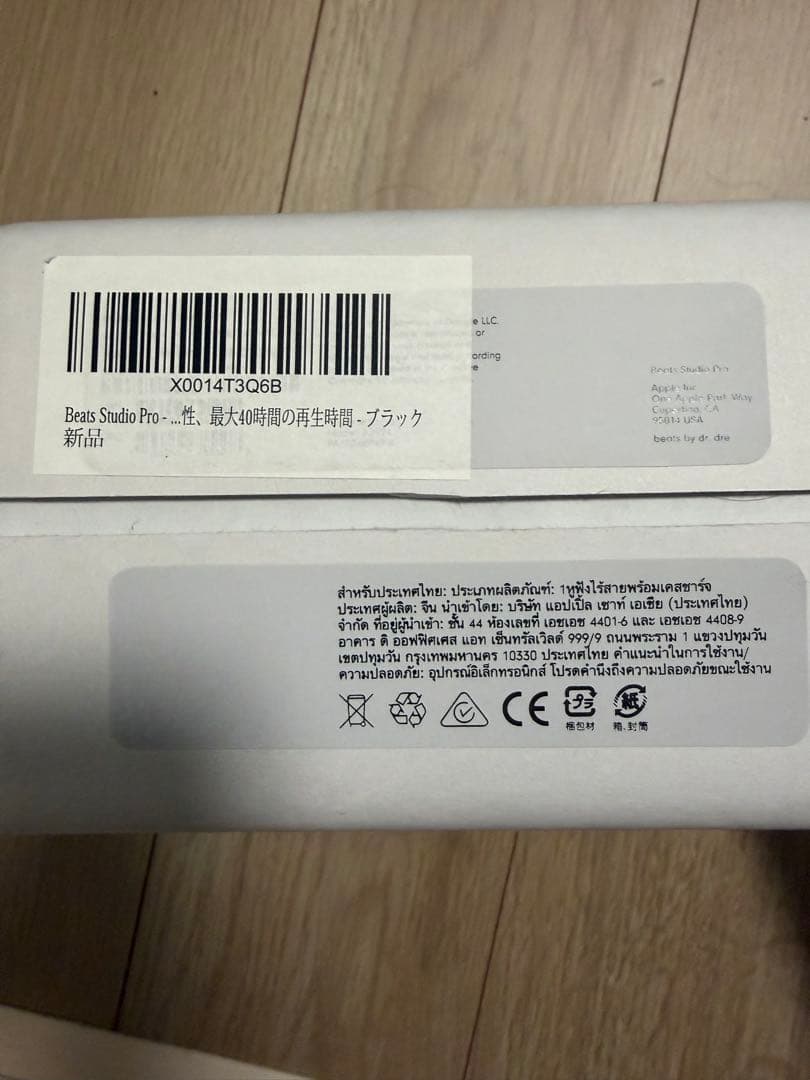 X0014T3Q6B
Beats Studio Pro - ...性、最大40時間の再生時間 - ブラック
新品
e LLC.
or
ording
e
Beats Studio Pro
Apple Inc.
One Apple Park Way
Cupertino, CA
95014 USA
beats by dr. dre
สำหรับประเทศไทย: ประเภทผลิตภัณฑ์: 1หูฟังไร้สายพร้อมเคสชาร์จ
ประเทศผู้ผลิต: จีน นำเข้าโดย: บริษัท แอปเปิ้ล เซาท์ เอเชีย (ประเทศไทย)
จำกัด ที่อยู่ผู้นำเข้า: ชั้น 44 ห้องเลขที่ เอชเอช 4401-6 และ เอชเอช 4408-9
อาคาร ดิ ออฟฟิศเศส แอท เซ็นทรัลเวิลด์ 999/9 ถนนพระราม 1 แขวงปทุมวัน
เขตปทุมวัน กรุงเทพมหานคร 10330 ประเทศไทย คำแนะนำในการใช้งาน/
ความปลอดภัย: อุปกรณ์อิเล็กทรอนิกส์ โปรดคำนึงถึงความปลอดภัยขณะใช้งาน
CE プラ 紙
梱包材 箱、封筒